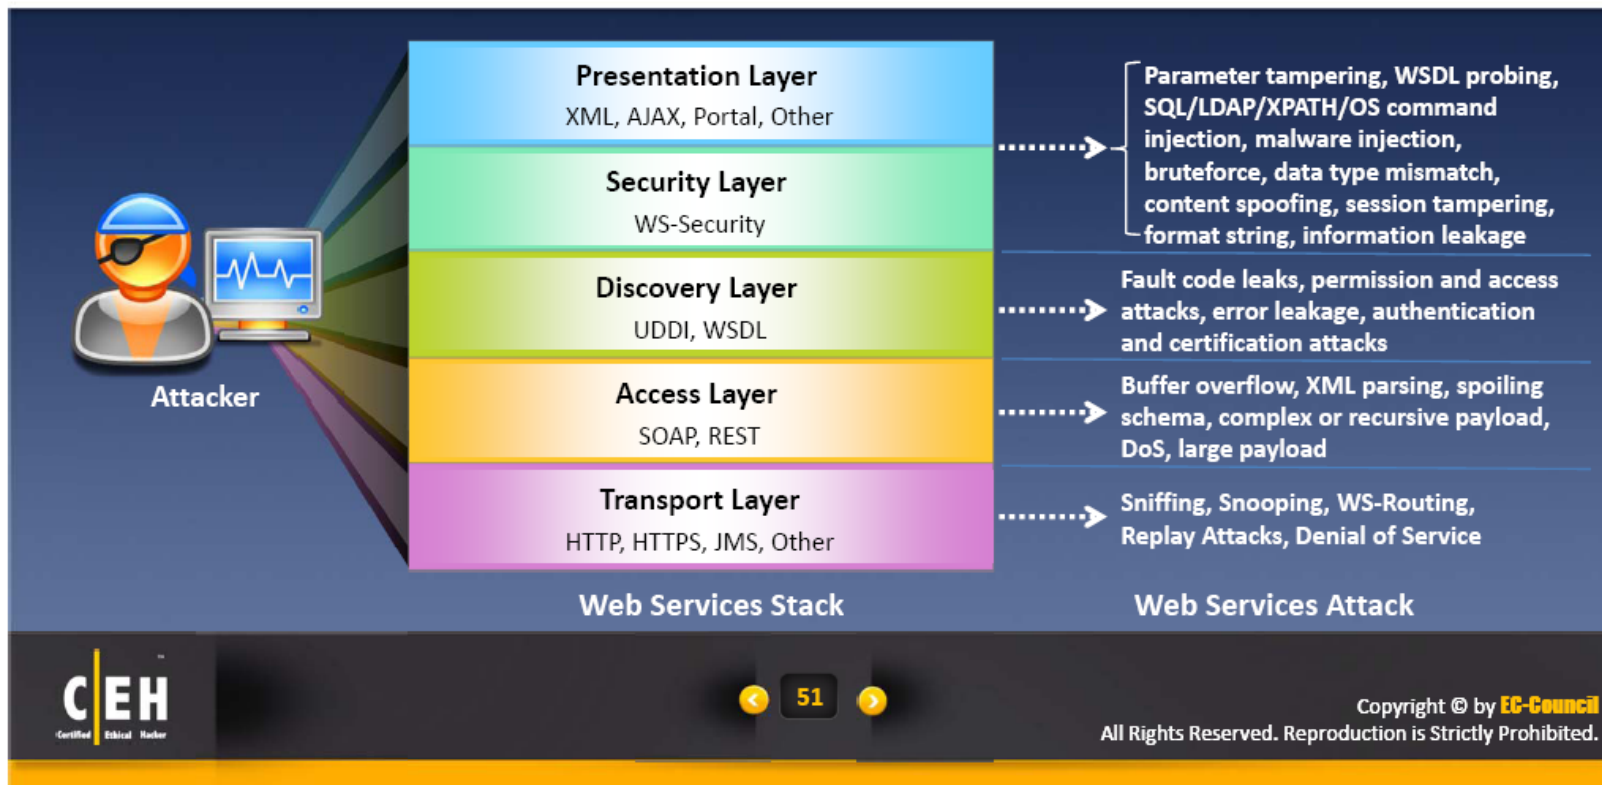 Presentation Layer
XML, AJAX, Portal, Other
Security Layer
WS-Security
Discovery Layer
UDDI, WSDL
Access Layer
SOAP, REST
Transport Layer
HTTP, HTTPS, JMS, Other
Web Services Stack
Attacker
Parameter tampering, WSDL probing,
SQL/LDAP/XPATH/OS command
injection, malware injection,
bruteforce, data type mismatch,
content spoofing, session tampering,
format string, information leakage
Fault code leaks, permission and access
attacks, error leakage, authentication
and certification attacks
Buffer overflow, XML parsing, spoiling
schema, complex or recursive payload,
DoS, large payload
Sniffing, Snooping, WS-Routing,
Replay Attacks, Denial of Service
Web Services Attack
CEH
Certified Ethical Hacker
51
Copyright © by EC-Council
All Rights Reserved. Reproduction is Strictly Prohibited.